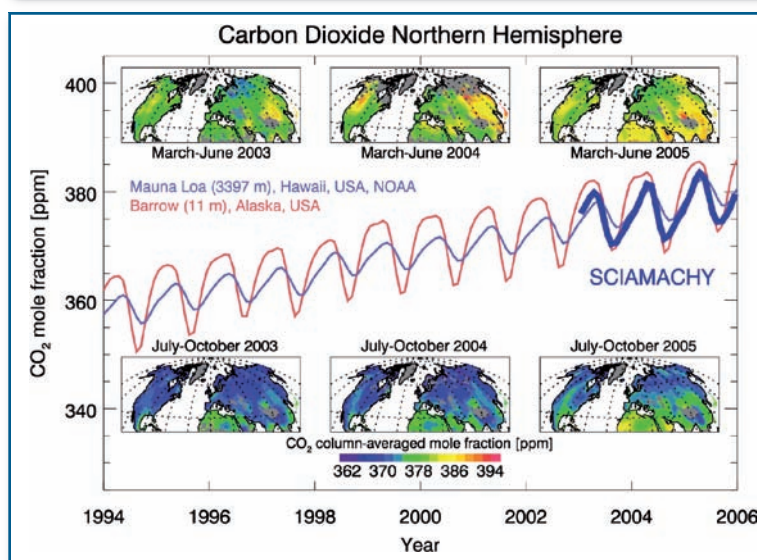 Carbon Dioxide Northern Hemisphere
400
March-June 2003
March-June 2004
March-June 2005
Mauna Loa (3397 m), Hawaii, USA, NOAA
Barrow (11 m), Alaska, USA
380
SCIAMACHY
360
CO₂ mole fraction [ppm]
July-October 2003
July-October 2004
July-October 2005
340
CO₂ column-averaged mole fraction [ppm]
362 370 378 386 394
1994 1996 1998 2000 2002 2004 2006
Year